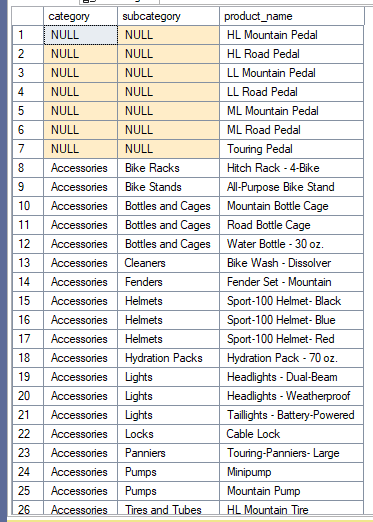 category subcategory product_name
1 NULL NULL HL Mountain Pedal
2 NULL NULL HL Road Pedal
3 NULL NULL LL Mountain Pedal
4 NULL NULL LL Road Pedal
5 NULL NULL ML Mountain Pedal
6 NULL NULL ML Road Pedal
7 NULL NULL Touring Pedal
8 Accessories Bike Racks Hitch Rack - 4-Bike
9 Accessories Bike Stands All-Purpose Bike Stand
10 Accessories Bottles and Cages Mountain Bottle Cage
11 Accessories Bottles and Cages Road Bottle Cage
12 Accessories Bottles and Cages Water Bottle - 30 oz.
13 Accessories Cleaners Bike Wash - Dissolver
14 Accessories Fenders Fender Set - Mountain
15 Accessories Helmets Sport-100 Helmet- Black
16 Accessories Helmets Sport-100 Helmet- Blue
17 Accessories Helmets Sport-100 Helmet- Red
18 Accessories Hydration Packs Hydration Pack - 70 oz.
19 Accessories Lights Headlights - Dual-Beam
20 Accessories Lights Headlights - Weatherproof
21 Accessories Lights Taillights - Battery-Powered
22 Accessories Locks Cable Lock
23 Accessories Panniers Touring-Panniers- Large
24 Accessories Pumps Minipump
25 Accessories Pumps Mountain Pump
26 Accessories Tires and Tubes HL Mountain Tire